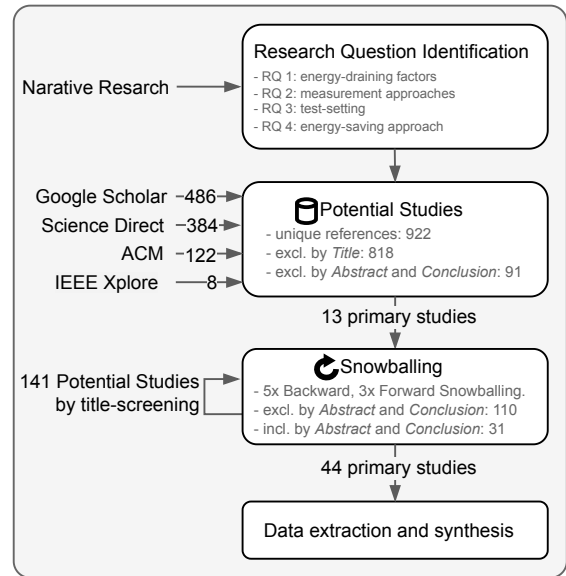 Research Question Identification
- RQ 1: energy-draining factors
- RQ 2: measurement approaches
- RQ 3: test-setting
- RQ 4: energy-saving approach
Narative Resarch
Google Scholar 486
Science Direct 384
ACM 122
IEEE Xplore 8
Potential Studies
- unique references: 922
- excl. by Title: 818
- excl. by Abstract and Conclusion: 91
13 primary studies
141 Potential Studies
by title-screening
Snowballing
- 5x Backward, 3x Forward Snowballing.
- excl. by Abstract and Conclusion: 110
- incl. by Abstract and Conclusion: 31
44 primary studies
Data extraction and synthesis